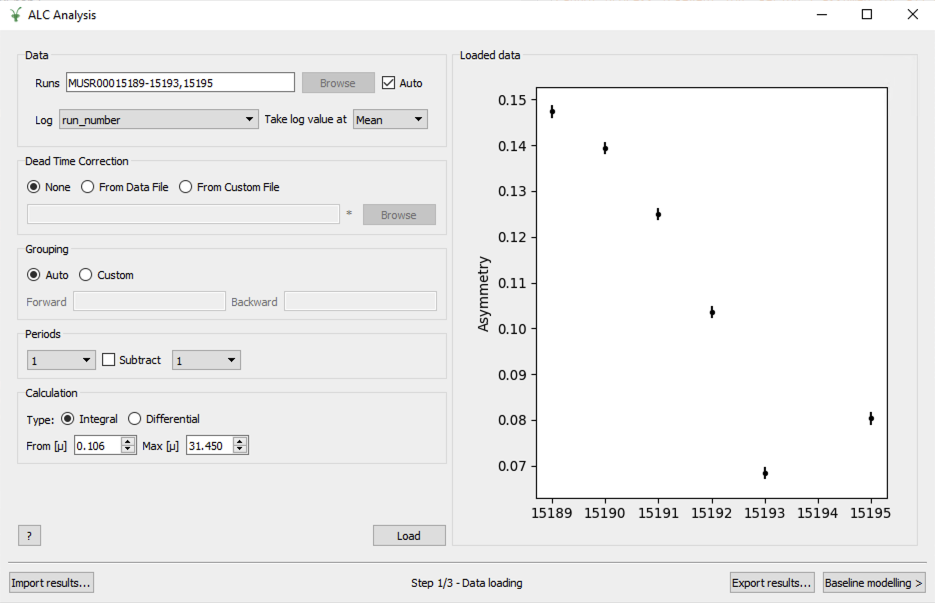 ALC Analysis
Data
Runs MUSR00015189-15193,15195 Browse Auto
Log run_number Take log value at Mean
Dead Time Correction
None From Data File From Custom File
* Browse
Grouping
Auto Custom
Forward Backward
Periods
1 Subtract 1
Calculation
Type: Integral Differential
From [µ] 0.106 Max [µ] 31.450
? Load
Loaded data
0.15
0.14
0.13
0.12
0.11
0.10
0.09
0.08
0.07
Asymmetry
15189 15190 15191 15192 15193 15194 15195
Import results... Step 1/3 - Data loading Export results... Baseline modelling >